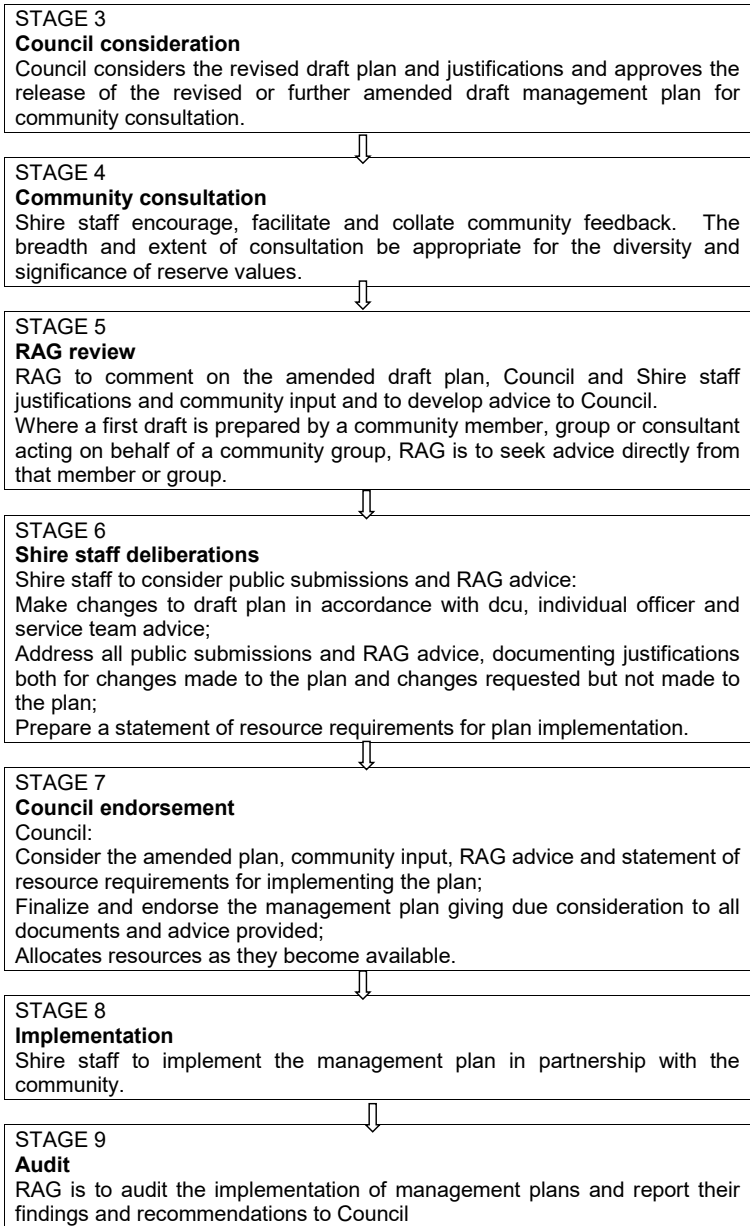 STAGE 3
Council consideration
Council considers the revised draft plan and justifications and approves the
release of the revised or further amended draft management plan for
community consultation.
STAGE 4
Community consultation
Shire staff encourage, facilitate and collate community feedback. The
breadth and extent of consultation be appropriate for the diversity and
significance of reserve values.
STAGE 5
RAG review
RAG to comment on the amended draft plan, Council and Shire staff
justifications and community input and to develop advice to Council.
Where a first draft is prepared by a community member, group or consultant
acting on behalf of a community group, RAG is to seek advice directly from
that member or group.
STAGE 6
Shire staff deliberations
Shire staff to consider public submissions and RAG advice:
Make changes to draft plan in accordance with dcu, individual officer and
service team advice;
Address all public submissions and RAG advice, documenting justifications
both for changes made to the plan and changes requested but not made to
the plan;
Prepare a statement of resource requirements for plan implementation.
STAGE 7
Council endorsement
Council:
Consider the amended plan, community input, RAG advice and statement of
resource requirements for implementing the plan;
Finalize and endorse the management plan giving due consideration to all
documents and advice provided;
Allocates resources as they become available.
STAGE 8
Implementation
Shire staff to implement the management plan in partnership with the
community.
STAGE 9
Audit
RAG is to audit the implementation of management plans and report their
findings and recommendations to Council